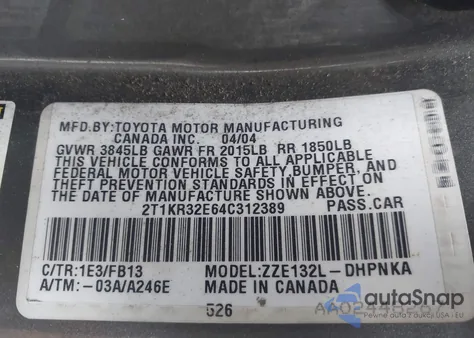 MFD.BY:TOYOTA MOTOR MANUFACTURING
CANADA INC. 04/04
GVWR 3845LB GAWR FR 2015LB RR 1850LB
THIS VEHICLE CONFORMS TO ALL APPLICABLE
FEDERAL MOTOR VEHICLE SAFETY,BUMPER, AND
THEFT PREVENTION STANDARDS IN EFFECT ON
THE DATE OF MANUFACTURE SHOWN ABOVE.
2T1KR32E64C312389 PASS.CAR
C/TR:1E3/FB13 MODEL:ZZE132L-DHPNKA
A/TM:-03A/A246E MADE IN CANADA
526
autoSnap